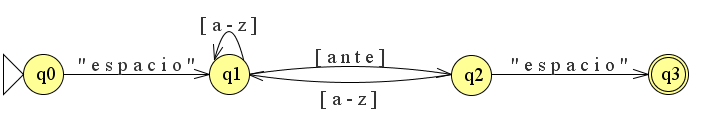 [ a - z ]
"espacio"
[ ante ]
"espacio"
q0
q1
q2
q3
[ a - z ]